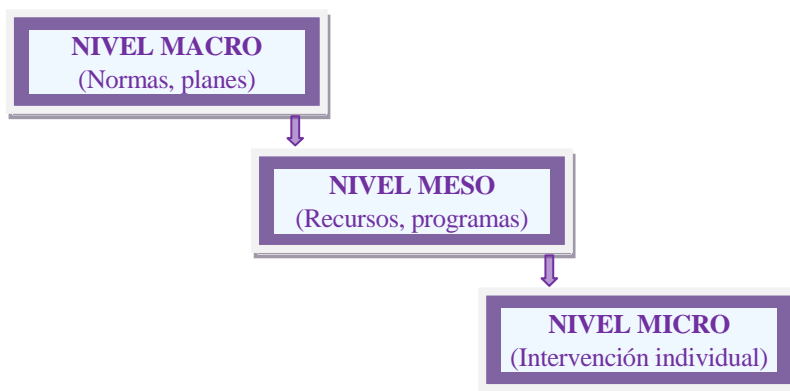 NIVEL MACRO
(Normas, planes)
NIVEL MESO
(Recursos, programas)
NIVEL MICRO
(Intervención individual)